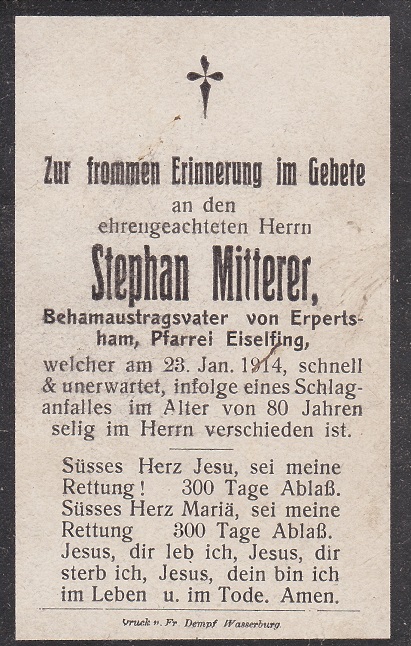 Zur frommen Erinnerung im Gebete
an den
ehrengeachteten Herrn
Stephan Mitterer,
Behamaustragsvater von Erperts-
ham, Pfarrei Eiselfing,
welcher am 23. Jan. 1914, schnell
& unerwartet, infolge eines Schlag-
anfalles im Alter von 80 Jahren
selig im Herrn verschieden ist.
Süsses Herz Jesu, sei meine
Rettung! 300 Tage Ablaß.
Süsses Herz Mariä, sei meine
Rettung 300 Tage Ablaß.
Jesus, dir leb ich, Jesus, dir
sterb ich, Jesus, dein bin ich
im Leben u. im Tode. Amen.
Druck v. Fr Dempf Wasserburg.